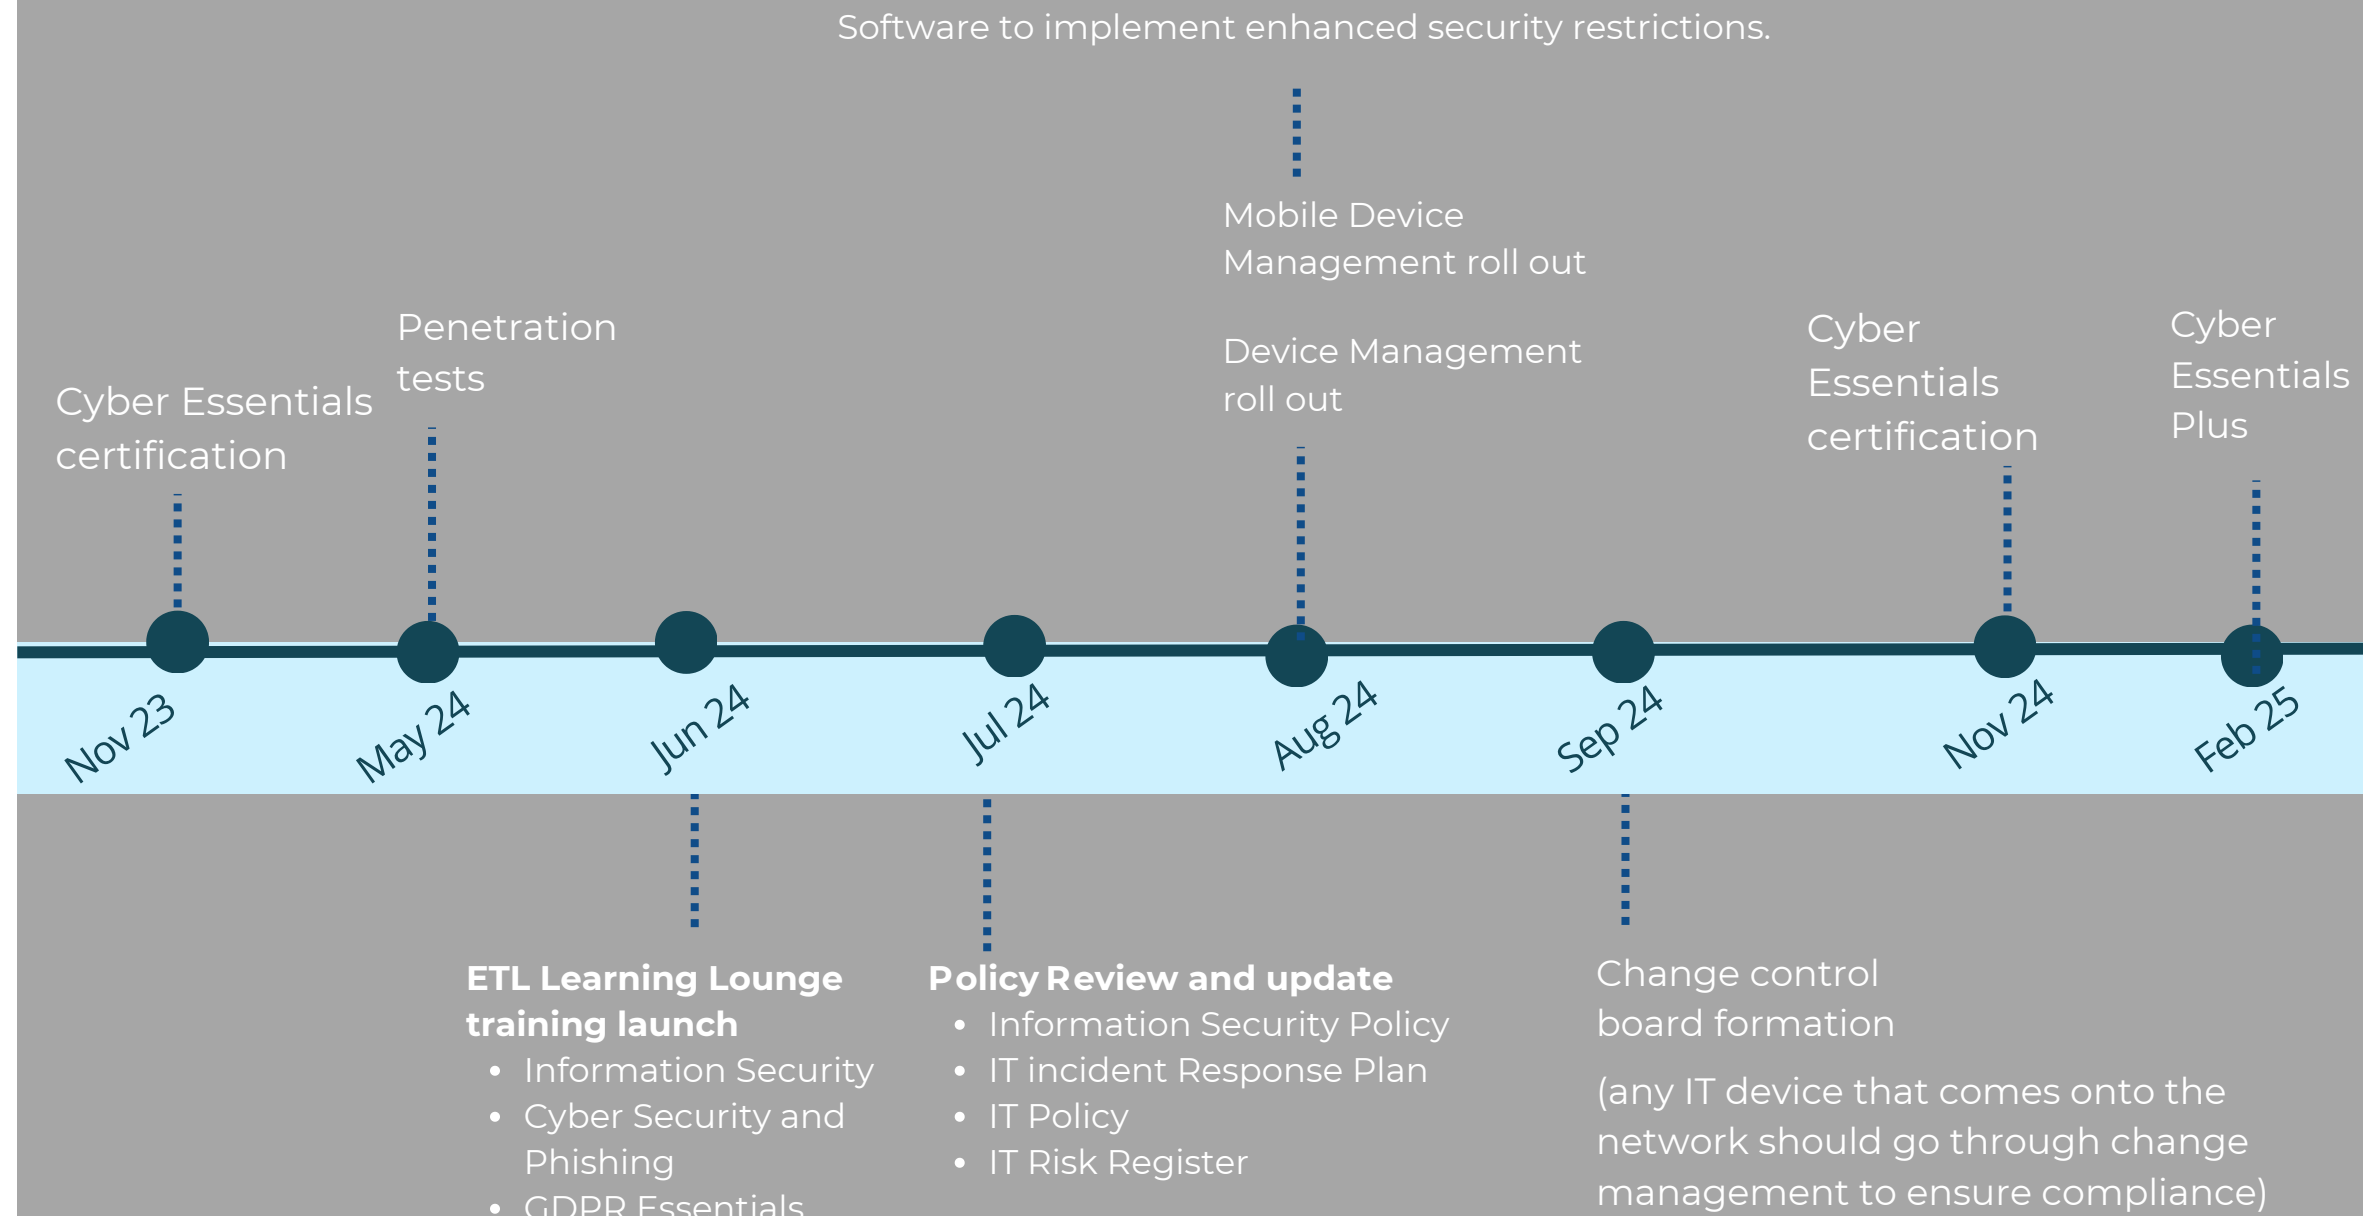 Software to implement enhanced security restrictions.
Mobile Device
Management roll out
Device Management
roll out
Penetration
tests
Cyber Essentials
certification
Cyber
Essentials
certification
Cyber
Essentials
Plus
Nov 23
May 24
Jun 24
Jul 24
Aug 24
Sep 24
Nov 24
Feb 25
ETL Learning Lounge
training launch
• Information Security
• Cyber Security and
Phishing
• GDPR Essentials
Policy Review and update
• Information Security Policy
• IT incident Response Plan
• IT Policy
• IT Risk Register
Change control
board formation
(any IT device that comes onto the
network should go through change
management to ensure compliance)